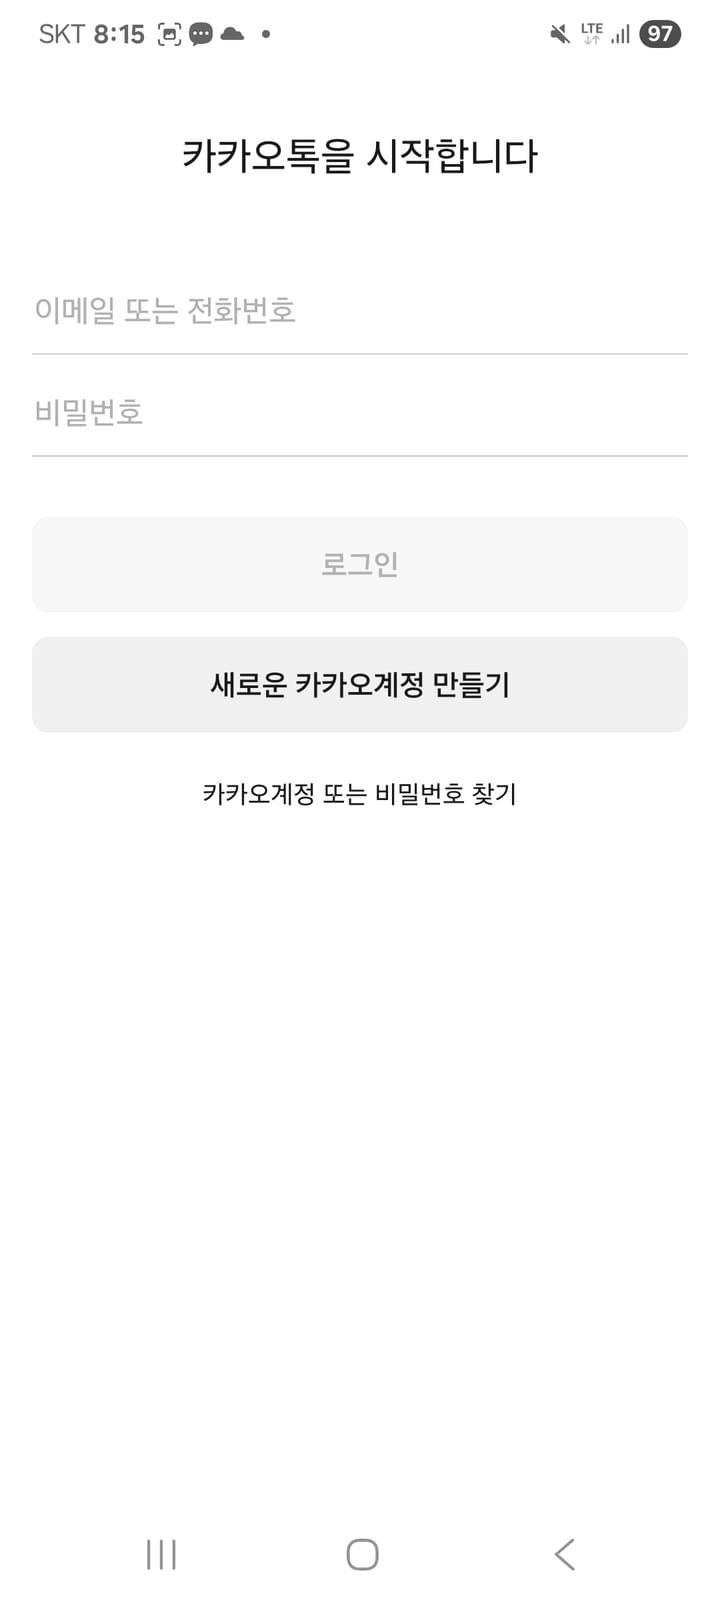 SKT 8:15 LTE 97
카카오톡을 시작합니다
이메일 또는 전화번호
비밀번호
로그인
새로운 카카오계정 만들기
카카오계정 또는 비밀번호 찾기